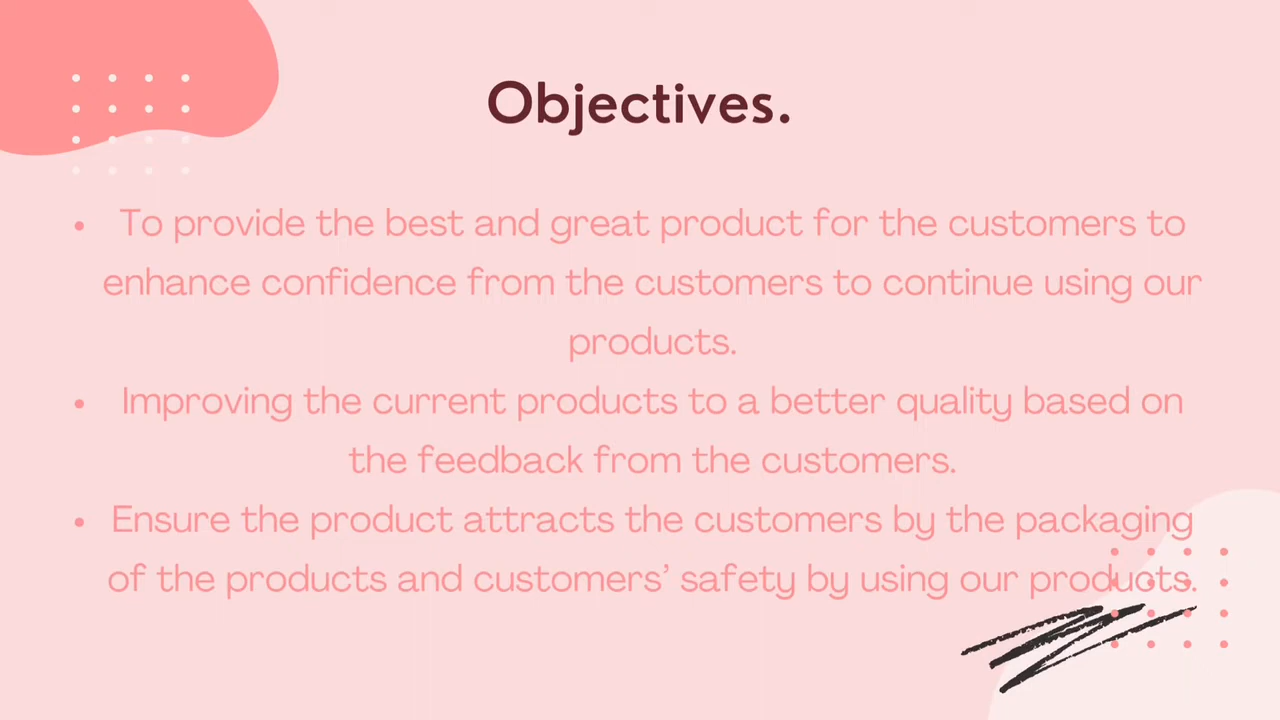 Objectives.
• To provide the best and great product for the customers to
enhance confidence from the customers to continue using our
products.
• Improving the current products to a better quality based on
the feedback from the customers.
• Ensure the product attracts the customers by the packaging
of the products and customers’ safety by using our products.